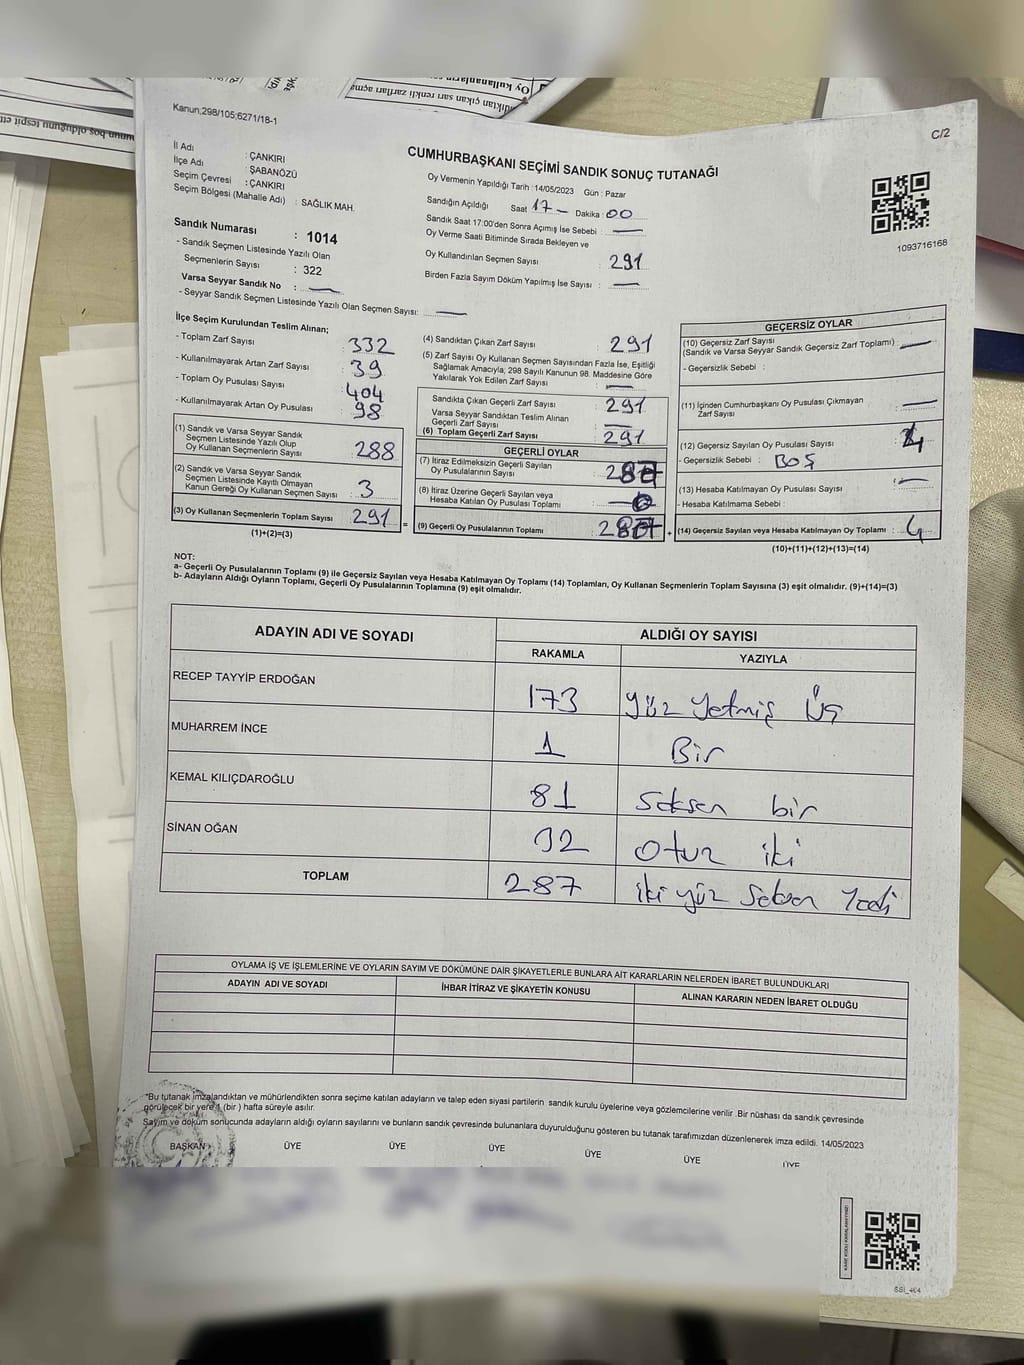 Kanun;298/105;6271/18-1
C/2
CUMHURBAŞKANI SEÇİMİ SANDIK SONUÇ TUTANAĞI
İl Adı : ÇANKIRI
İlçe Adı : ŞABANÖZÜ
Seçim Çevresi : ÇANKIRI
Seçim Bölgesi (Mahalle Adı) : SAĞLIK MAH.
Sandık Numarası : 1014
- Sandık Seçmen Listesinde Yazılı Olan
Seçmenlerin Sayısı : 322
Varsa Seyyar Sandık No : —
- Seyyar Sandık Seçmen Listesinde Yazılı Olan Seçmen Sayısı: —
Oy Vermenin Yapıldığı Tarih : 14/05/2023 Gün : Pazar
Sandığın Açıldığı Saat 17 — Dakika : 00
Sandık Saat 17:00'den Sonra Açımış İse Sebebi : —
Oy Verme Saati Bitiminde Sırada Bekleyen ve
Oy Kullandırılan Seçmen Sayısı : 291
Birden Fazla Sayım Döküm Yapılmış İse Sayısı : —
1093716168
İlçe Seçim Kurulundan Teslim Alınan;
- Toplam Zarf Sayısı : 332
- Kullanılmayarak Artan Zarf Sayısı : 39
- Toplam Oy Pusulası Sayısı : 404
- Kullanılmayarak Artan Oy Pusulası : 98
(1) Sandık ve Varsa Seyyar Sandık
Seçmen Listesinde Yazılı Olup
Oy Kullanan Seçmenlerin Sayısı : 288
(2) Sandık ve Varsa Seyyar Sandık
Seçmen Listesinde Kayıtlı Olmayan
Kanun Gereği Oy Kullanan Seçmen Sayısı : 3
(3) Oy Kullanan Seçmenlerin Toplam Sayısı : 291
(1)+(2)=(3)
(4) Sandıktan Çıkan Zarf Sayısı : 291
(5) Zarf Sayısı Oy Kullanan Seçmen Sayısından Fazla İse, Eşitliği
Sağlamak Amacıyla, 298 Sayılı Kanunun 98. Maddesine Göre
Yakılarak Yok Edilen Zarf Sayısı : —
Sandıkta Çıkan Geçerli Zarf Sayısı : 291
Varsa Seyyar Sandıktan Teslim Alınan
Geçerli Zarf Sayısı : —
(6) Toplam Geçerli Zarf Sayısı : 291
GEÇERLİ OYLAR
(7) İtiraz Edilmeksizin Geçerli Sayılan
Oy Pusulalarının Sayısı : 287
(8) İtiraz Üzerine Geçerli Sayılan veya
Hesaba Katılan Oy Pusulası Toplamı :
(9) Geçerli Oy Pusulalarının Toplamı : 287
GEÇERSİZ OYLAR
(10) Geçersiz Zarf Sayısı
(Sandık ve Varsa Seyyar Sandık Geçersiz Zarf Toplamı) : —
- Geçersizlik Sebebi :
(11) İçinden Cumhurbaşkanı Oy Pusulası Çıkmayan
Zarf Sayısı : —
(12) Geçersiz Sayılan Oy Pusulası Sayısı : 4
- Geçersizlik Sebebi : BOŞ
(13) Hesaba Katılmayan Oy Pusulası Sayısı : —
- Hesaba Katılmama Sebebi :
(14) Geçersiz Sayılan veya Hesaba Katılmayan Oy Toplamı : 4
(10)+(11)+(12)+(13)=(14)
NOT:
a- Geçerli Oy Pusulalarının Toplamı (9) ile Geçersiz Sayılan veya Hesaba Katılmayan Oy Toplamı (14) Toplamları, Oy Kullanan Seçmenlerin Toplam Sayısına (3) eşit olmalıdır. (9)+(14)=(3)
b- Adayların Aldığı Oyların Toplamı, Geçerli Oy Pusulalarının Toplamına (9) eşit olmalıdır.
ADAYIN ADI VE SOYADI ALDIĞI OY SAYISI
RAKAMLA YAZIYLA
RECEP TAYYİP ERDOĞAN 173 Yüz Yetmiş Üç
MUHARREM İNCE 1 Bir
KEMAL KILIÇDAROĞLU 81 Seksen bir
SİNAN OĞAN 32 Otuz iki
TOPLAM 287 iki yüz Seksen Yedi
OYLAMA İŞ VE İŞLEMLERİNE VE OYLARIN SAYIM VE DÖKÜMÜNE DAİR ŞİKAYETLERLE BUNLARA AİT KARARLARIN NELERDEN İBARET BULUNDUKLARI
ADAYIN ADI VE SOYADI İHBAR İTİRAZ VE ŞİKAYETİN KONUSU ALINAN KARARIN NEDEN İBARET OLDUĞU
*Bu tutanak imzalandıktan ve mühürlendikten sonra seçime katılan adayların ve talep eden siyasi partilerin sandık kurulu üyelerine veya gözlemcilerine verilir. Bir nüshası da sandık çevresinde
görülecek bir yere 1 (bir ) hafta süreyle asılır.
Sayım ve döküm sonucunda adayların aldığı oyların sayılarını ve bunların sandık çevresinde bulunanlara duyurulduğunu gösteren bu tutanak tarafımızdan düzenlenerek imza edildi. 14/05/2023
BAŞKAN ÜYE ÜYE ÜYE ÜYE ÜYE ÜYE